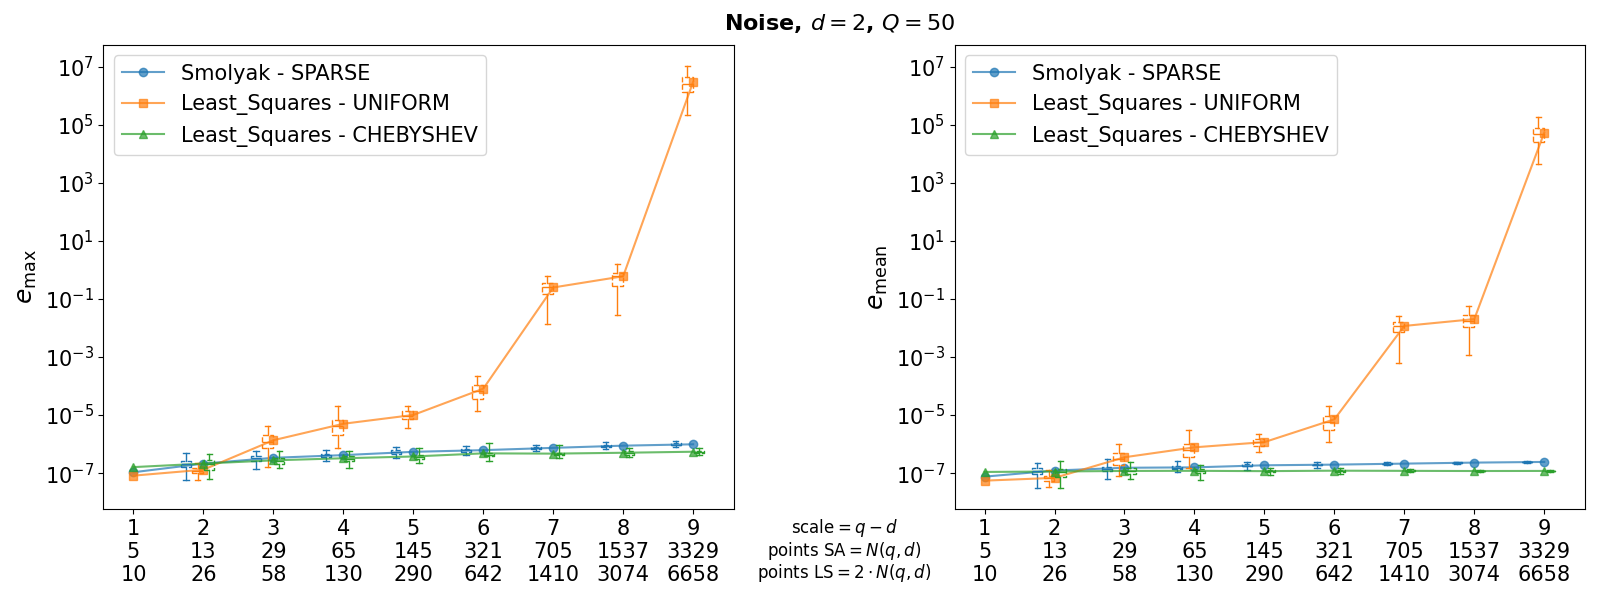 Noise, d = 2, Q = 50
Smolyak - SPARSE
Least_Squares - UNIFORM
Least_Squares - CHEBYSHEV
10^7
10^5
10^3
10^1
10^-1
10^-3
10^-5
10^-7
e_max
1 2 3 4 5 6 7 8 9
5 13 29 65 145 321 705 1537 3329
10 26 58 130 290 642 1410 3074 6658
scale = q − d
points SA = N(q, d)
points LS = 2 · N(q, d)
Smolyak - SPARSE
Least_Squares - UNIFORM
Least_Squares - CHEBYSHEV
10^7
10^5
10^3
10^1
10^-1
10^-3
10^-5
10^-7
e_mean
1 2 3 4 5 6 7 8 9
5 13 29 65 145 321 705 1537 3329
10 26 58 130 290 642 1410 3074 6658